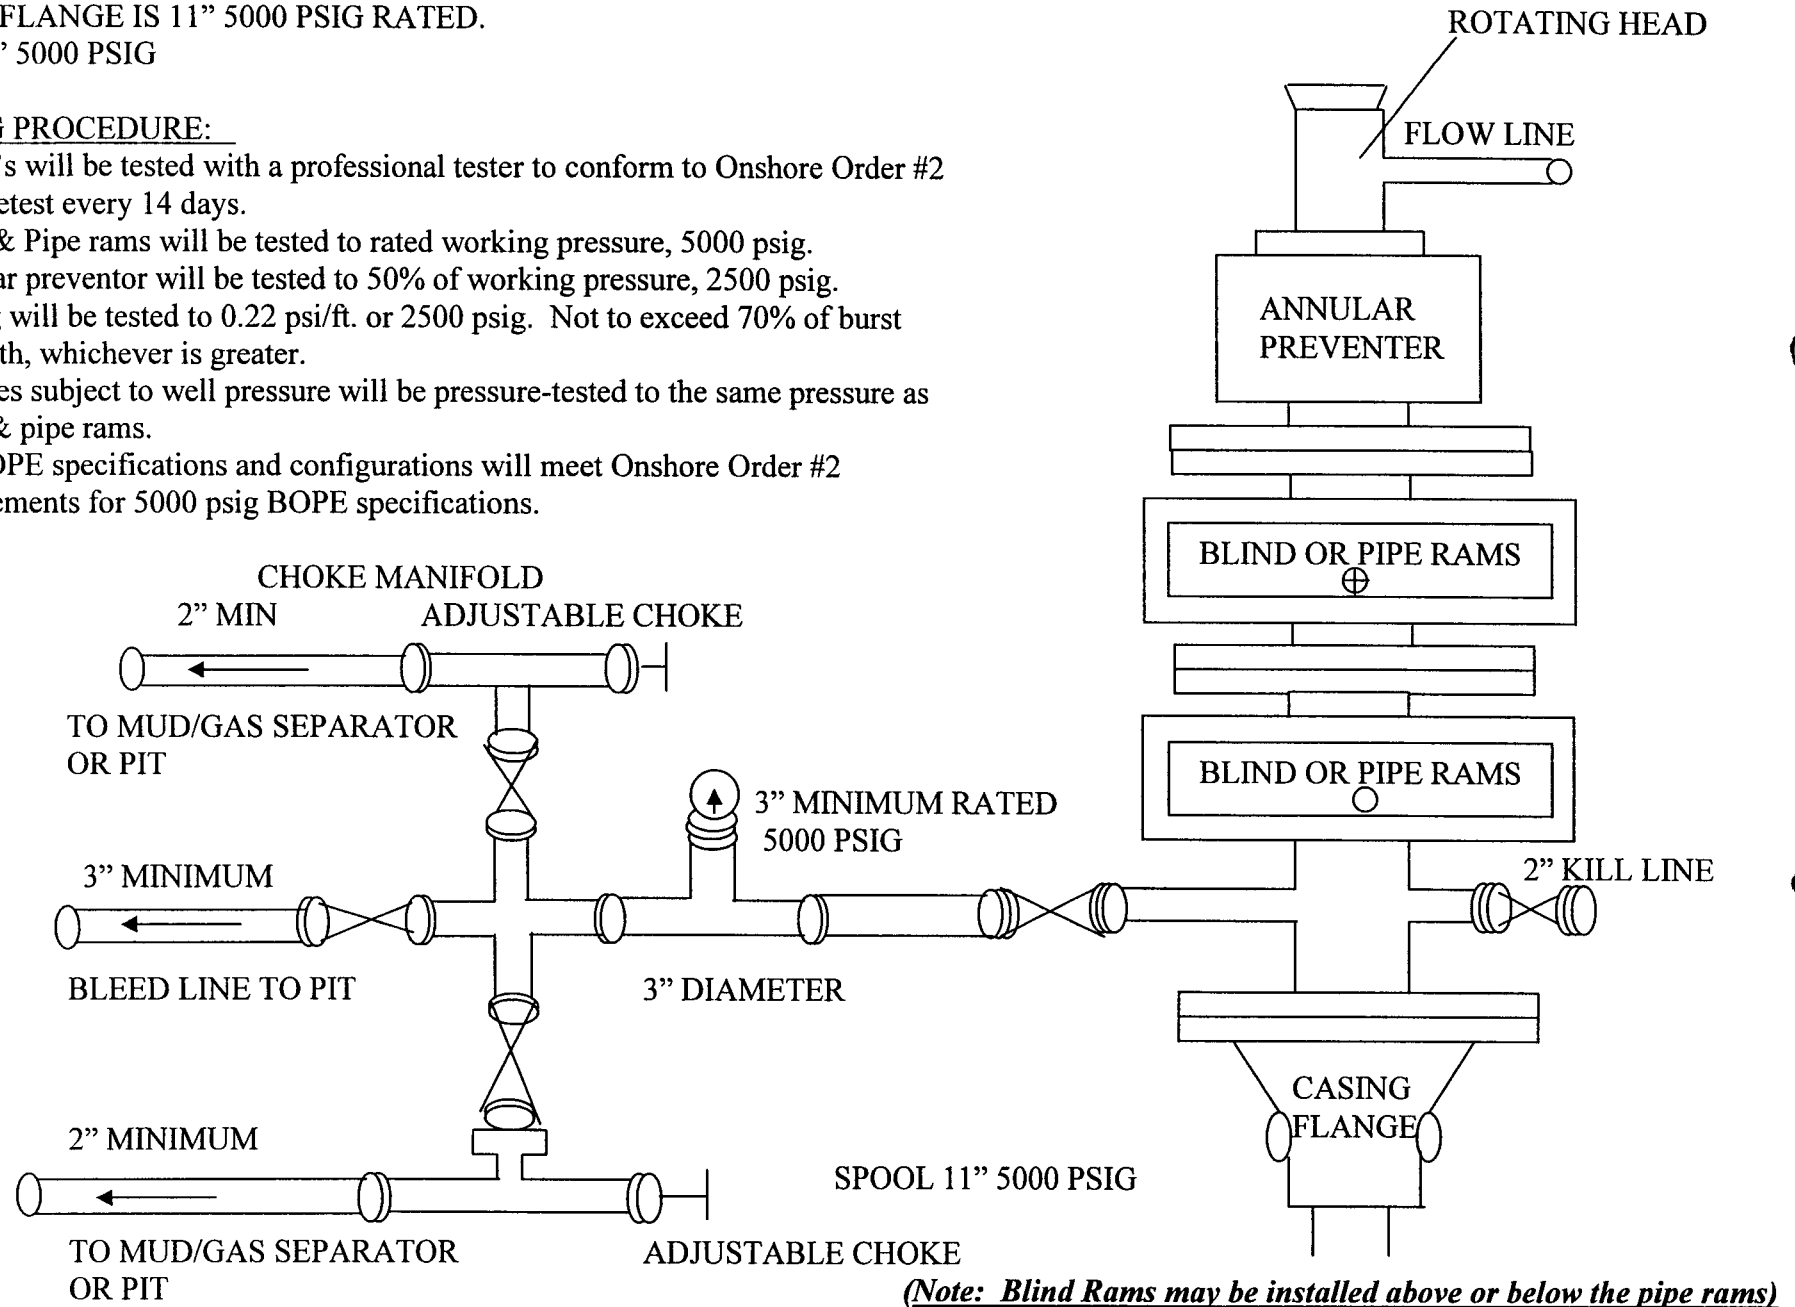 FLANGE IS 11” 5000 PSIG RATED.
” 5000 PSIG
G PROCEDURE:
’s will be tested with a professional tester to conform to Onshore Order #2
etest every 14 days.
& Pipe rams will be tested to rated working pressure, 5000 psig.
ar preventor will be tested to 50% of working pressure, 2500 psig.
will be tested to 0.22 psi/ft. or 2500 psig.  Not to exceed 70% of burst
th, whichever is greater.
es subject to well pressure will be pressure-tested to the same pressure as
& pipe rams.
OPE specifications and configurations will meet Onshore Order #2
ements for 5000 psig BOPE specifications.
ROTATING HEAD
FLOW LINE
ANNULAR
PREVENTER
BLIND OR PIPE RAMS
BLIND OR PIPE RAMS
CHOKE MANIFOLD
2” MIN
ADJUSTABLE CHOKE
TO MUD/GAS SEPARATOR
OR PIT
3” MINIMUM RATED
5000 PSIG
3” MINIMUM
2” KILL LINE
BLEED LINE TO PIT
3” DIAMETER
CASING
FLANGE
2” MINIMUM
SPOOL 11” 5000 PSIG
TO MUD/GAS SEPARATOR
OR PIT
ADJUSTABLE CHOKE
(Note:  Blind Rams may be installed above or below the pipe rams)